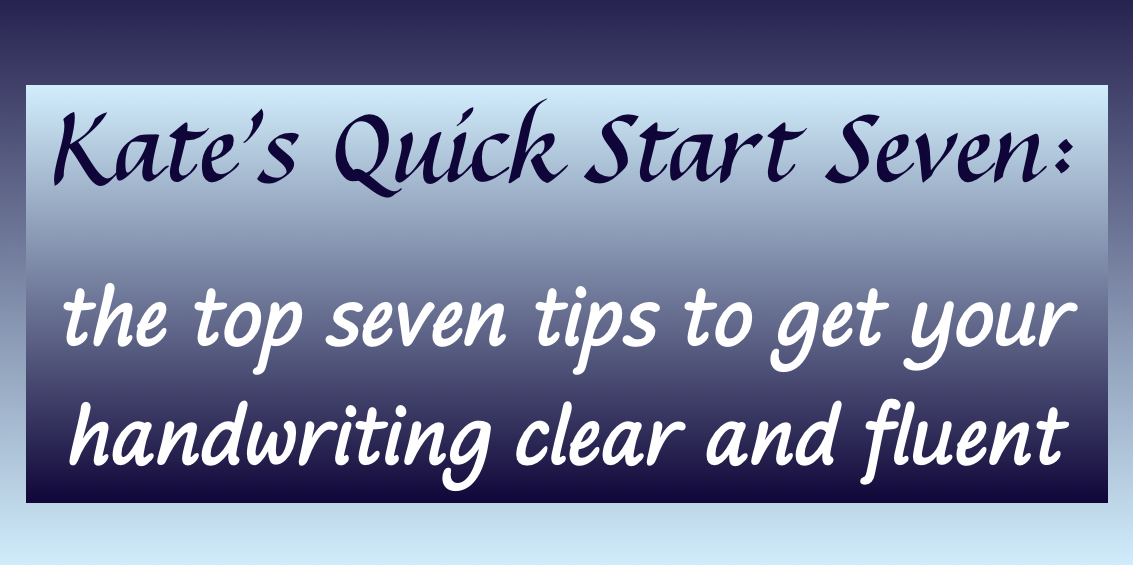 Kate's Quick Start Seven:
the top seven tips to get your
handwriting clear and fluent